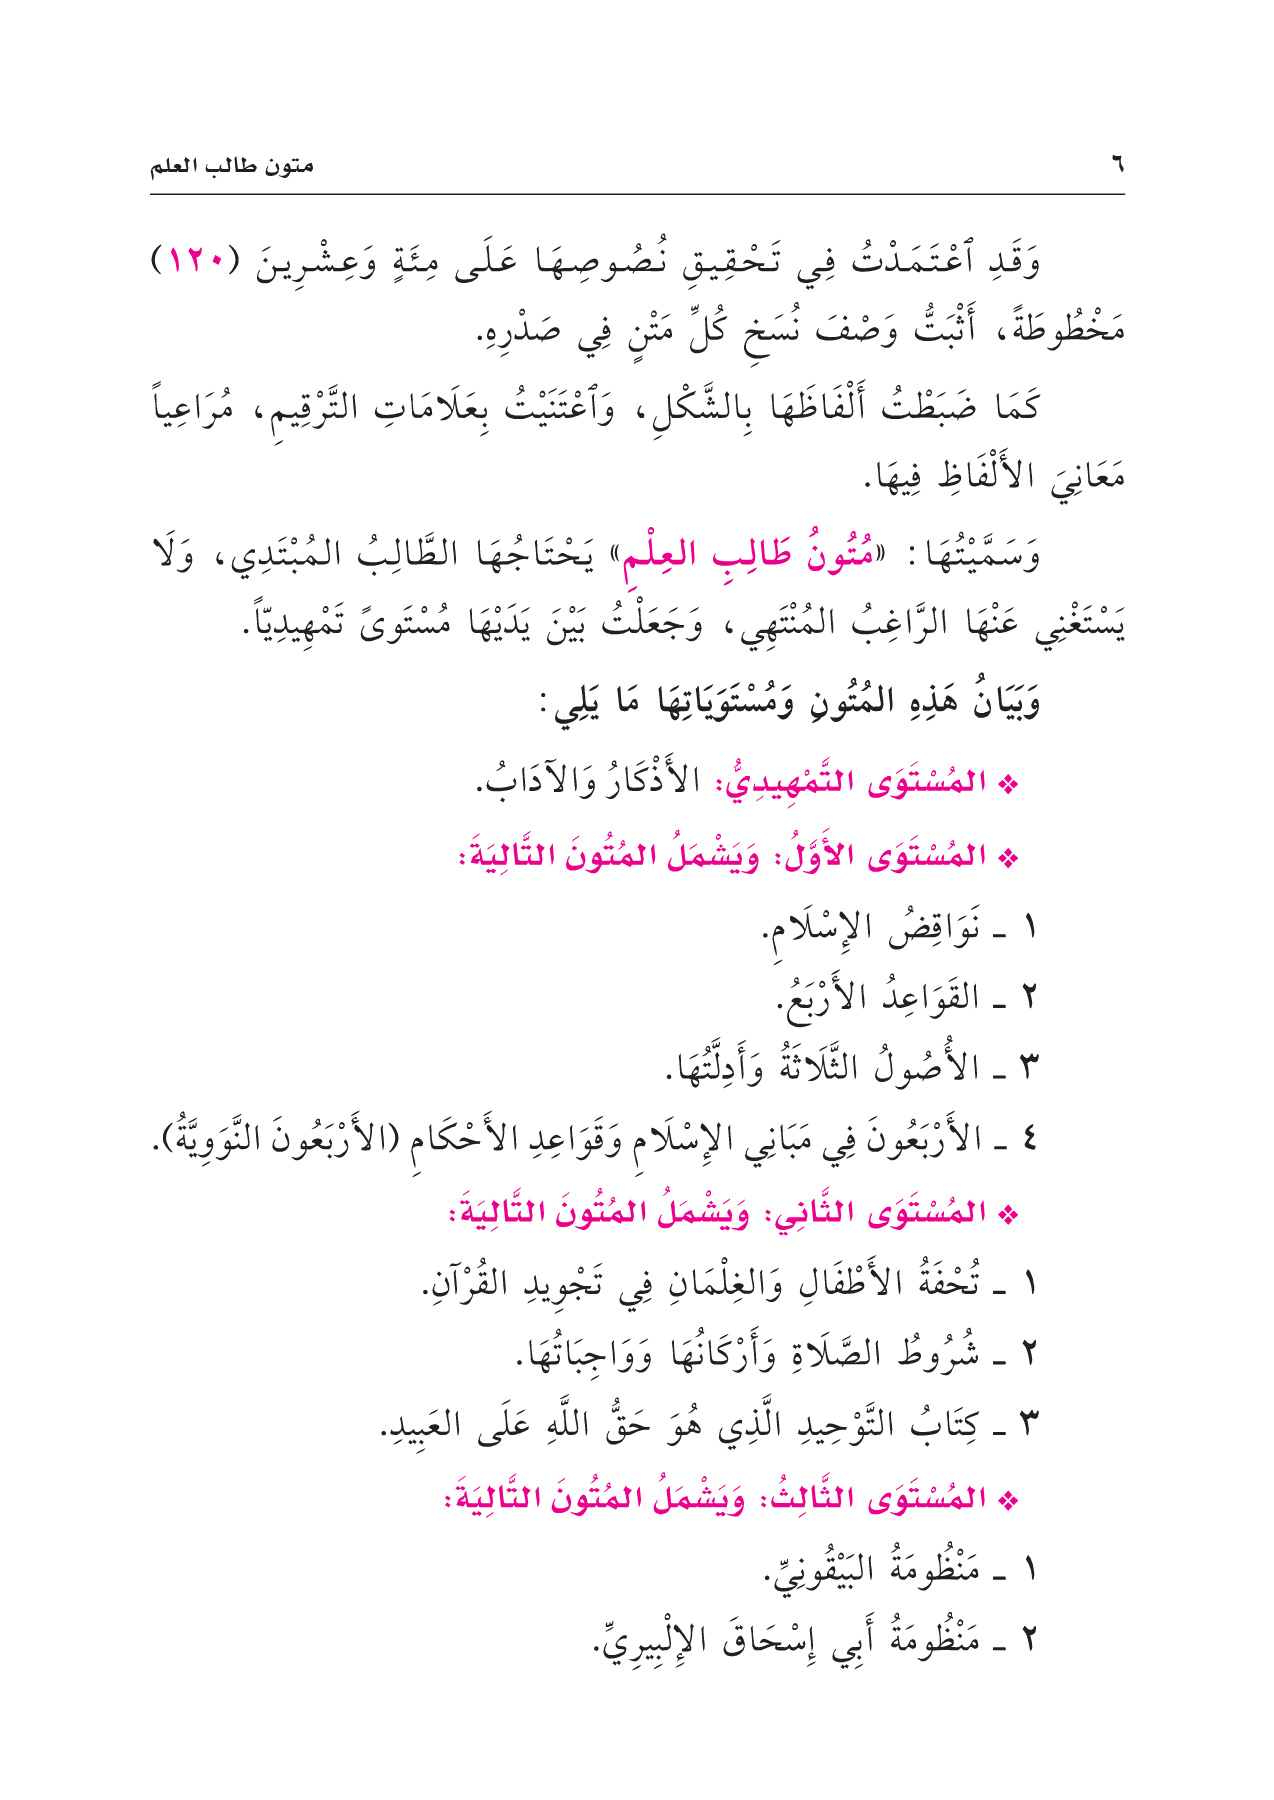 ٦
متون طالب العلم
وَقَدِ ٱعْتَمَدْتُ فِي تَحْقِيقِ نُصُوصِهَا عَلَى مِئَةٍ وَعِشْرِينَ (١٢٠)
مَخْطُوطَةً، أَثْبَتُّ وَصْفَ نُسَخِ كُلِّ مَتْنٍ فِي صَدْرِهِ.
كَمَا ضَبَطْتُ أَلْفَاظَهَا بِالشَّكْلِ، وَٱعْتَنَيْتُ بِعَلَامَاتِ التَّرْقِيمِ، مُرَاعِياً
مَعَانِيَ الأَلْفَاظِ فِيهَا.
وَسَمَّيْتُهَا: «مُتُونُ طَالِبِ العِلْمِ» يَحْتَاجُهَا الطَّالِبُ المُبْتَدِي، وَلَا
يَسْتَغْنِي عَنْهَا الرَّاغِبُ المُنْتَهِي، وَجَعَلْتُ بَيْنَ يَدَيْهَا مُسْتَوىً تَمْهِيدِيّاً.
وَبَيَانُ هَذِهِ المُتُونِ وَمُسْتَوَيَاتِهَا مَا يَلِي:
❖ المُسْتَوَى التَّمْهِيدِيُّ: الأَذْكَارُ وَالآدَابُ.
❖ المُسْتَوَى الأَوَّلُ: وَيَشْمَلُ المُتُونَ التَّالِيَةَ:
١ ـ نَوَاقِضُ الإِسْلَامِ.
٢ ـ القَوَاعِدُ الأَرْبَعُ.
٣ ـ الأُصُولُ الثَّلَاثَةُ وَأَدِلَّتُهَا.
٤ ـ الأَرْبَعُونَ فِي مَبَانِي الإِسْلَامِ وَقَوَاعِدِ الأَحْكَامِ (الأَرْبَعُونَ النَّوَوِيَّةُ).
❖ المُسْتَوَى الثَّانِي: وَيَشْمَلُ المُتُونَ التَّالِيَةَ:
١ ـ تُحْفَةُ الأَطْفَالِ وَالغِلْمَانِ فِي تَجْوِيدِ القُرْآنِ.
٢ ـ شُرُوطُ الصَّلَاةِ وَأَرْكَانُهَا وَوَاجِبَاتُهَا.
٣ ـ كِتَابُ التَّوْحِيدِ الَّذِي هُوَ حَقُّ اللَّهِ عَلَى العَبِيدِ.
❖ المُسْتَوَى الثَّالِثُ: وَيَشْمَلُ المُتُونَ التَّالِيَةَ:
١ ـ مَنْظُومَةُ البَيْقُونِيِّ.
٢ ـ مَنْظُومَةُ أَبِي إِسْحَاقَ الإِلْبِيرِيِّ.